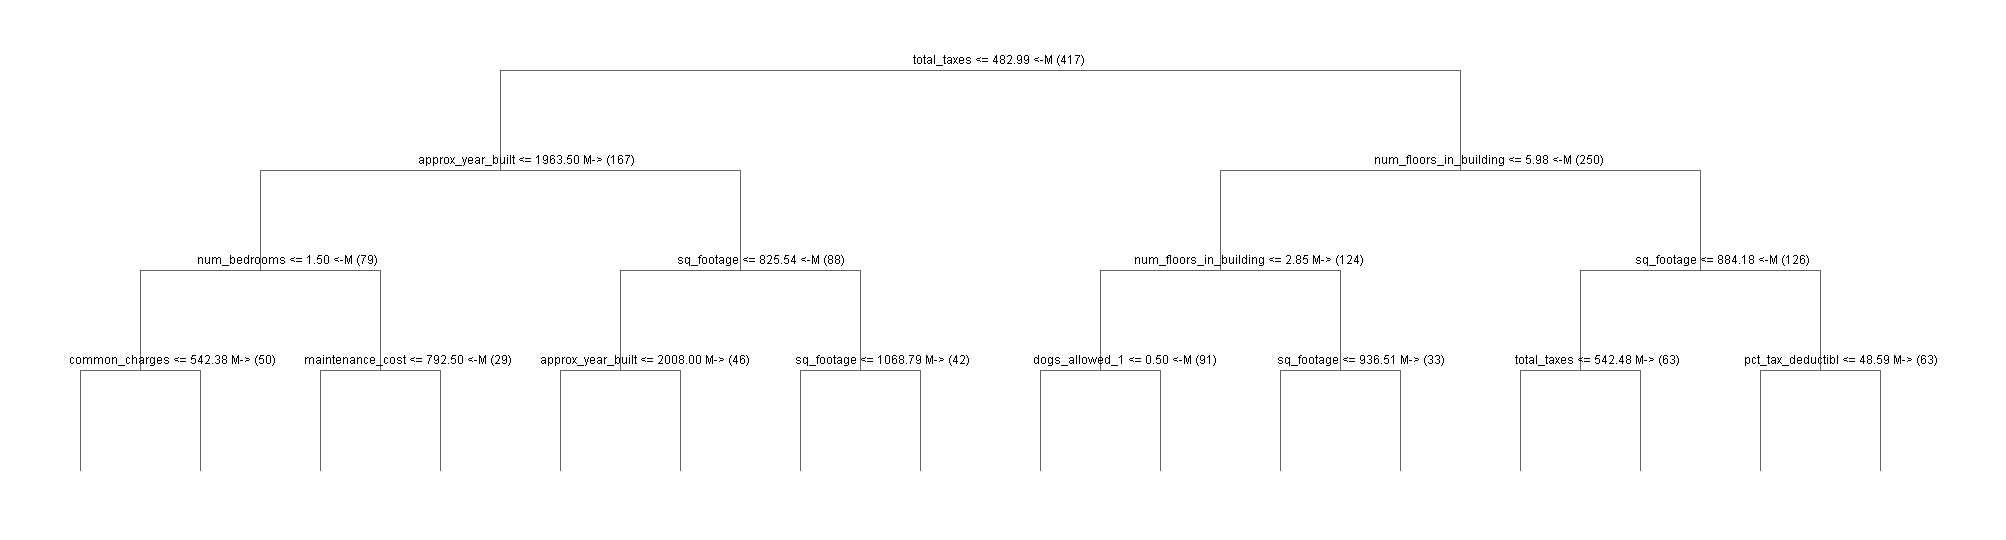 total_taxes <= 482.99 <-M (417)
approx_year_built <= 1963.50 M-> (167)
num_floors_in_building <= 5.98 <-M (250)
num_bedrooms <= 1.50 <-M (79)
sq_footage <= 825.54 <-M (88)
num_floors_in_building <= 2.85 M-> (124)
sq_footage <= 884.18 <-M (126)
common_charges <= 542.38 M-> (50)
maintenance_cost <= 792.50 <-M (29)
approx_year_built <= 2008.00 M-> (46)
sq_footage <= 1068.79 M-> (42)
dogs_allowed_1 <= 0.50 <-M (91)
sq_footage <= 936.51 M-> (33)
total_taxes <= 542.48 M-> (63)
pct_tax_deductibl <= 48.59 M-> (63)